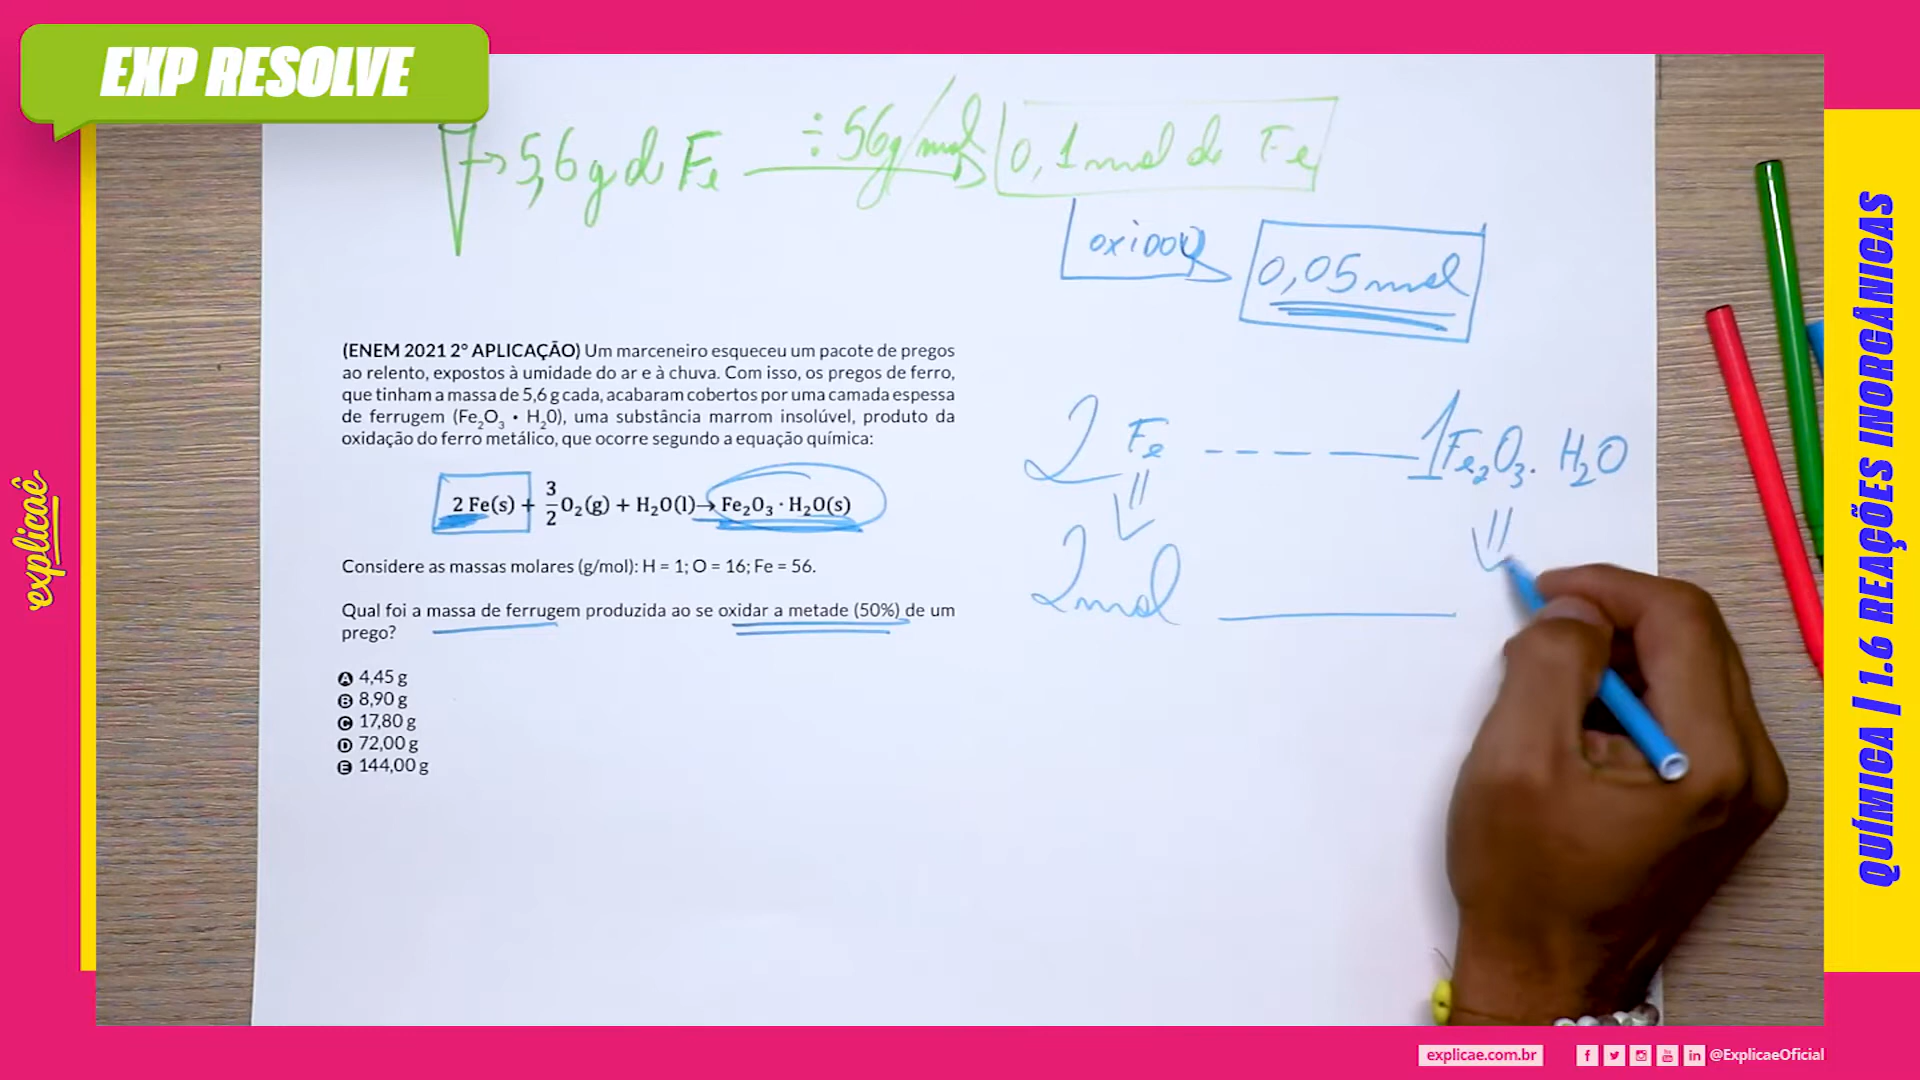 EXP RESOLVE
5,6 g de Fe ÷ 56g/mol 0,1 mol de Fe
oxidou 0,05 mol
(ENEM 2021 2° APLICAÇÃO) Um marceneiro esqueceu um pacote de pregos
ao relento, expostos à umidade do ar e à chuva. Com isso, os pregos de ferro,
que tinham a massa de 5,6 g cada, acabaram cobertos por uma camada espessa
de ferrugem (Fe₂O₃ • H₂0), uma substância marrom insolúvel, produto da
oxidação do ferro metálico, que ocorre segundo a equação química:
2 Fe(s) + 3/2 O₂(g) + H₂O(l) → Fe₂O₃ · H₂O(s)
Considere as massas molares (g/mol): H = 1; O = 16; Fe = 56.
Qual foi a massa de ferrugem produzida ao se oxidar a metade (50%) de um
prego?
A 4,45 g
B 8,90 g
C 17,80 g
D 72,00 g
E 144,00 g
2 Fe ---- 1 Fe₂O₃. H₂O
2 mol
explicaê
QUÍMICA | 1.6 REAÇÕES INORGÂNICAS
explicae.com.br
@ExplicaeOficial